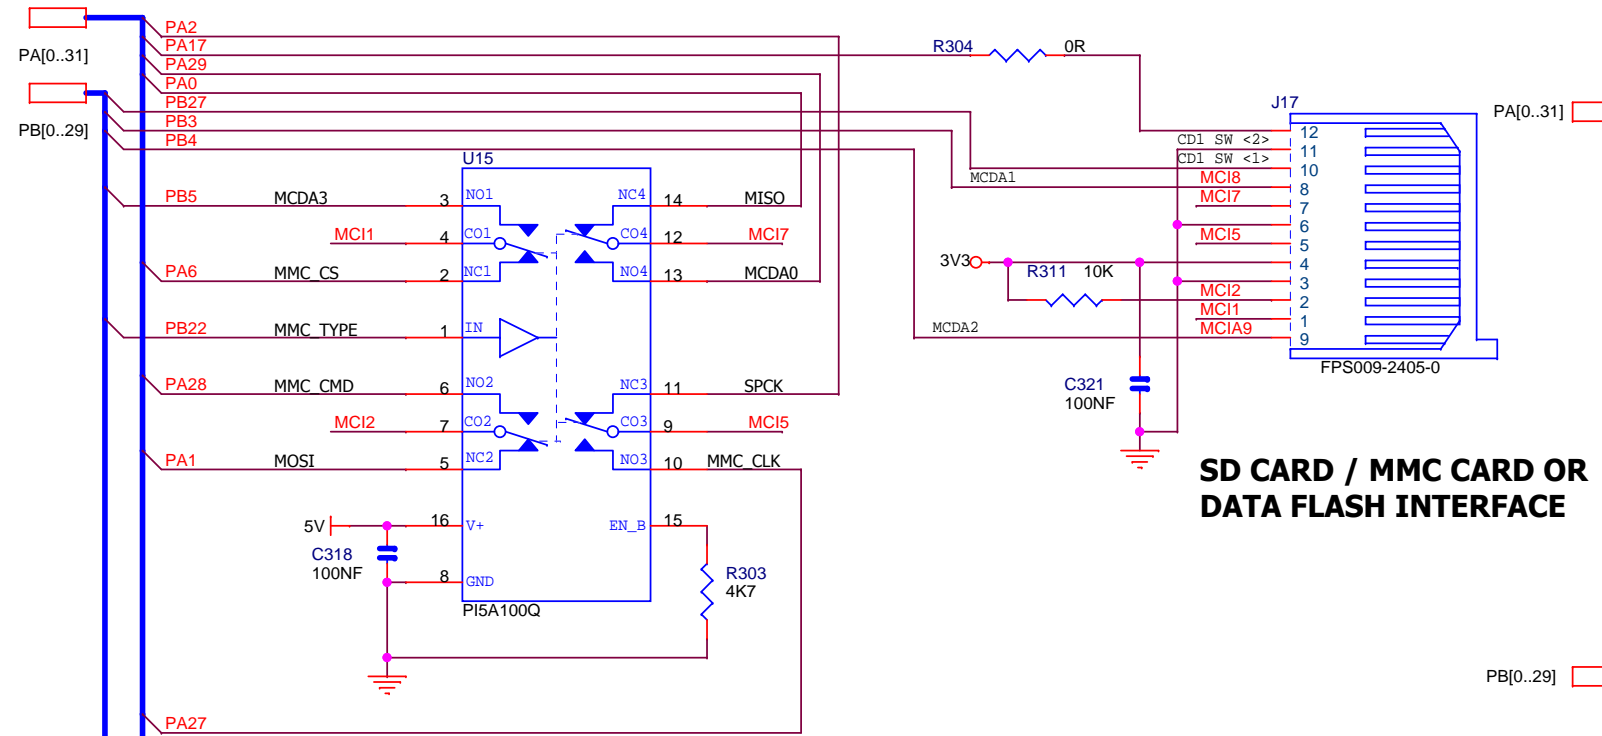 PA[0..31]
PB[0..29]
PA2
PA17
PA29
PA0
PB27
PB3
PB4
PB5
PA6
PB22
PA28
PA1
PA27
MCDA3
MCI1
MMC_CS
MMC_TYPE
MMC_CMD
MCI2
MOSI
U15
3 NO1
4 CO1
2 NC1
1 IN
6 NO2
7 CO2
5 NC2
16 V+
8 GND
NC4 14 MISO
CO4 12 MCI7
NO4 13 MCDA0
NC3 11 SPCK
CO3 9 MCI5
NO3 10 MMC_CLK
EN_B 15
PI5A100Q
5V
C318
100NF
R303
4K7
R304 0R
J17
CD1 SW <2>
CD1 SW <1>
MCDA1
MCI8
MCI7
MCI5
3V3
R311 10K
MCI2
MCI1
MCDA2
MCIA9
12
11
10
8
7
6
5
4
3
2
1
9
FPS009-2405-0
C321
100NF
SD CARD / MMC CARD OR
DATA FLASH INTERFACE
PA[0..31]
PB[0..29]